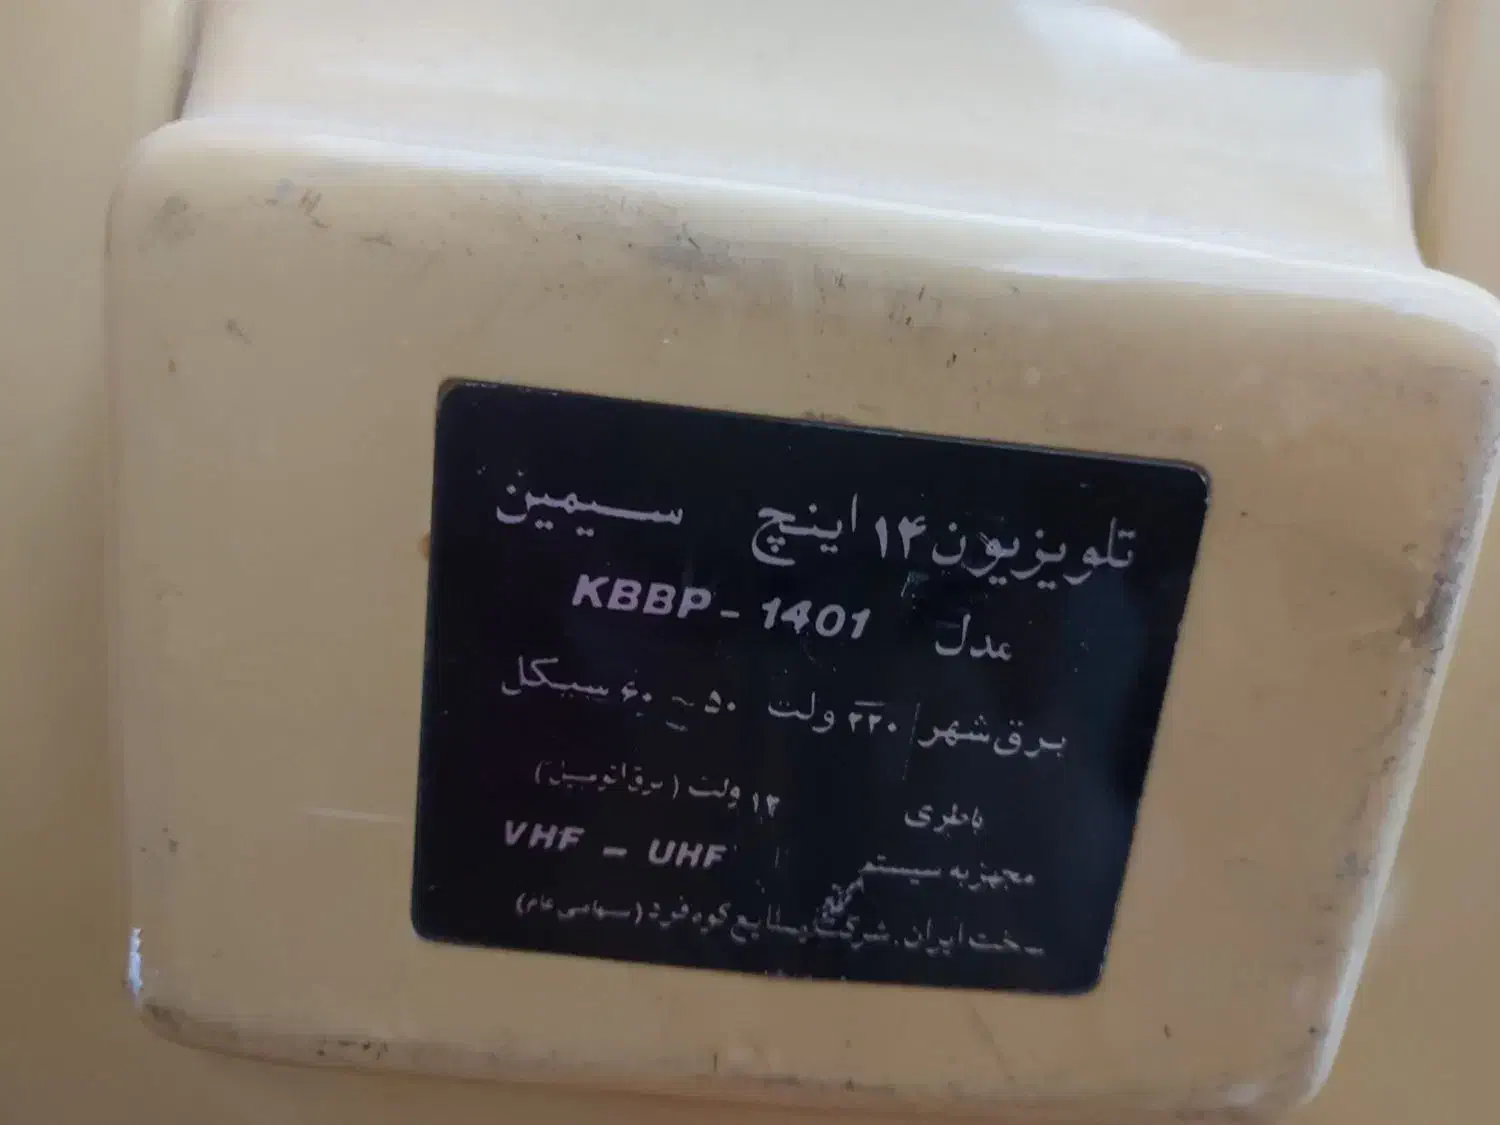 تلویزیون ۱۴ اینچ سیمین
مدل KBBP - 1401
برق شهر ۲۲۰ ولت ۵۰ ~ ۶۰ سیکل
باطری ۱۲ ولت (برق اتومبیل)
مجهز به سیستم VHF - UHF
ساخت ایران. شرکت صنایع کوه فرد (سهامی عام)